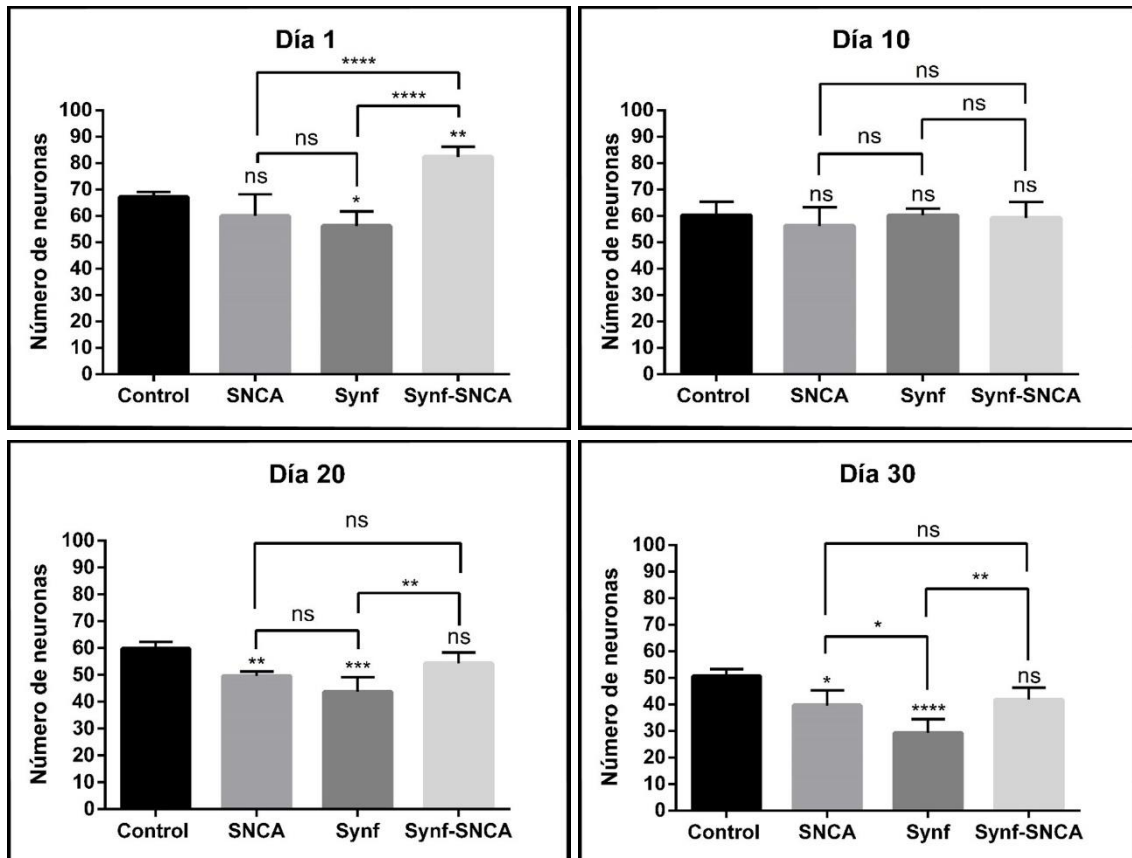 Día 1
****
****
ns
**
ns
*
Número de neuronas
100
90
80
70
60
50
40
30
20
10
0
Control SNCA Synf Synf-SNCA
Día 10
ns
ns
ns
ns
ns
ns
Número de neuronas
100
90
80
70
60
50
40
30
20
10
0
Control SNCA Synf Synf-SNCA
Día 20
ns
**
ns
ns
**
***
Número de neuronas
100
90
80
70
60
50
40
30
20
10
0
Control SNCA Synf Synf-SNCA
Día 30
ns
**
*
ns
*
****
Número de neuronas
100
90
80
70
60
50
40
30
20
10
0
Control SNCA Synf Synf-SNCA